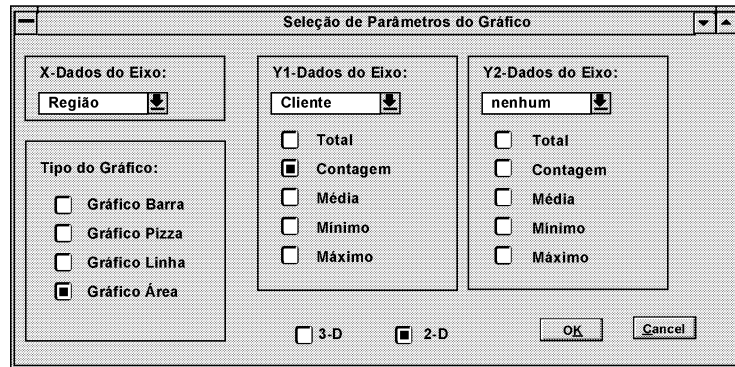 Seleção de Parâmetros do Gráfico
X-Dados do Eixo:
Região
Tipo do Gráfico:
Gráfico Barra
Gráfico Pizza
Gráfico Linha
Gráfico Área
Y1-Dados do Eixo:
Cliente
Total
Contagem
Média
Mínimo
Máximo
Y2-Dados do Eixo:
nenhum
Total
Contagem
Média
Mínimo
Máximo
3-D
2-D
OK
Cancel